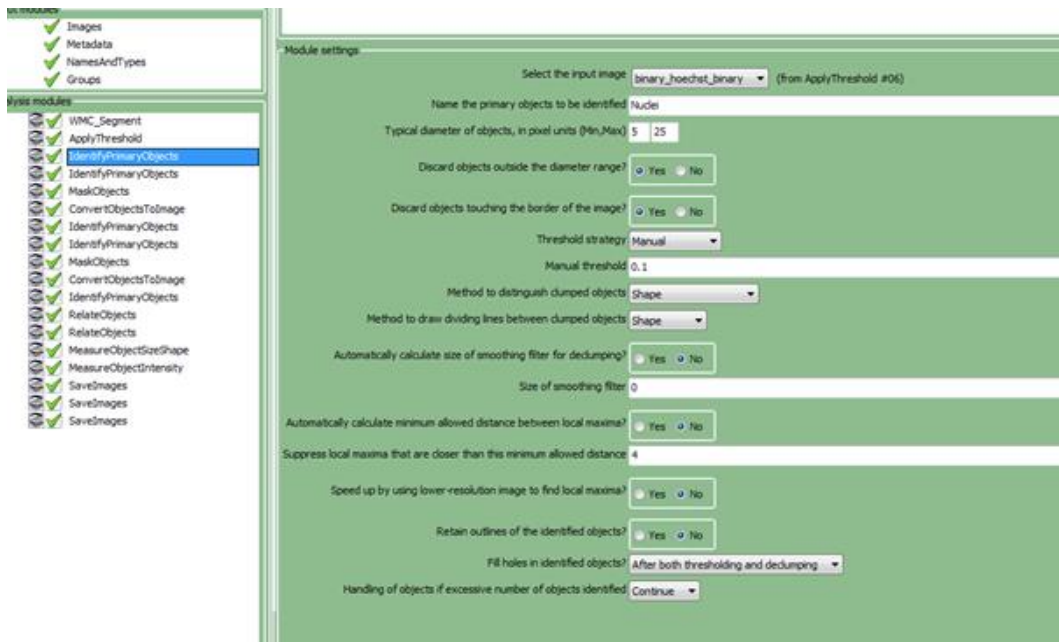 Images
Metadata
NamesAndTypes
Groups
modules
WMC_Segment
ApplyThreshold
IdentifyPrimaryObjects
IdentifyPrimaryObjects
MaskObjects
ConvertObjectsToImage
IdentifyPrimaryObjects
IdentifyPrimaryObjects
MaskObjects
ConvertObjectsToImage
IdentifyPrimaryObjects
RelateObjects
RelateObjects
MeasureObjectSizeShape
MeasureObjectIntensity
SaveImages
SaveImages
SaveImages
Module settings
Select the input image binary_hoechst_binary (from ApplyThreshold #06)
Name the primary objects to be identified Nuclei
Typical diameter of objects, in pixel units (Min,Max) 5 25
Discard objects outside the diameter range? Yes No
Discard objects touching the border of the image? Yes No
Threshold strategy Manual
Manual threshold 0.1
Method to distinguish clumped objects Shape
Method to draw dividing lines between clumped objects Shape
Automatically calculate size of smoothing filter for declumping? Yes No
Size of smoothing filter 0
Automatically calculate minimum allowed distance between local maxima? Yes No
Suppress local maxima that are closer than this minimum allowed distance 4
Speed up by using lower-resolution image to find local maxima? Yes No
Retain outlines of the identified objects? Yes No
Fill holes in identified objects? After both thresholding and declumping
Handling of objects if excessive number of objects identified Continue